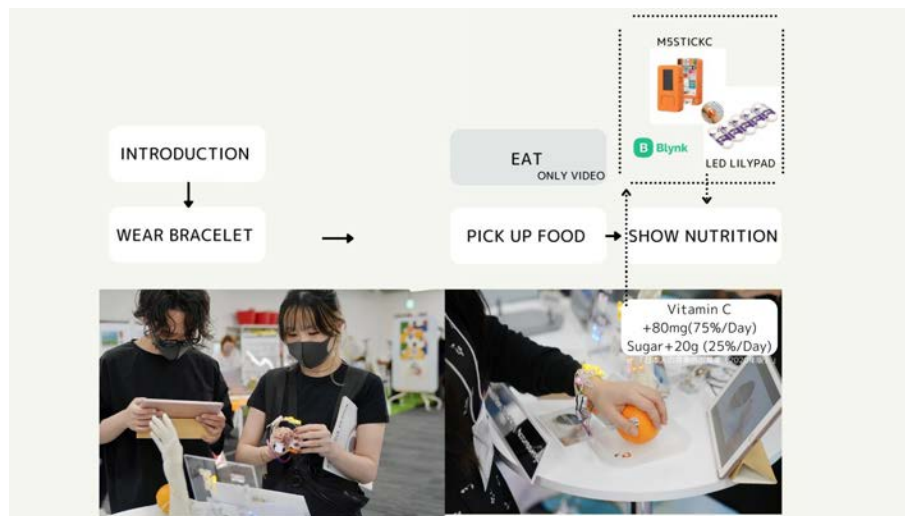 M5STICKC
B Blynk
LED LILYPAD
INTRODUCTION
EAT
ONLY VIDEO
WEAR BRACELET
PICK UP FOOD
SHOW NUTRITION
Vitamin C
+80mg(75%/Day)
Sugar+20g (25%/Day)